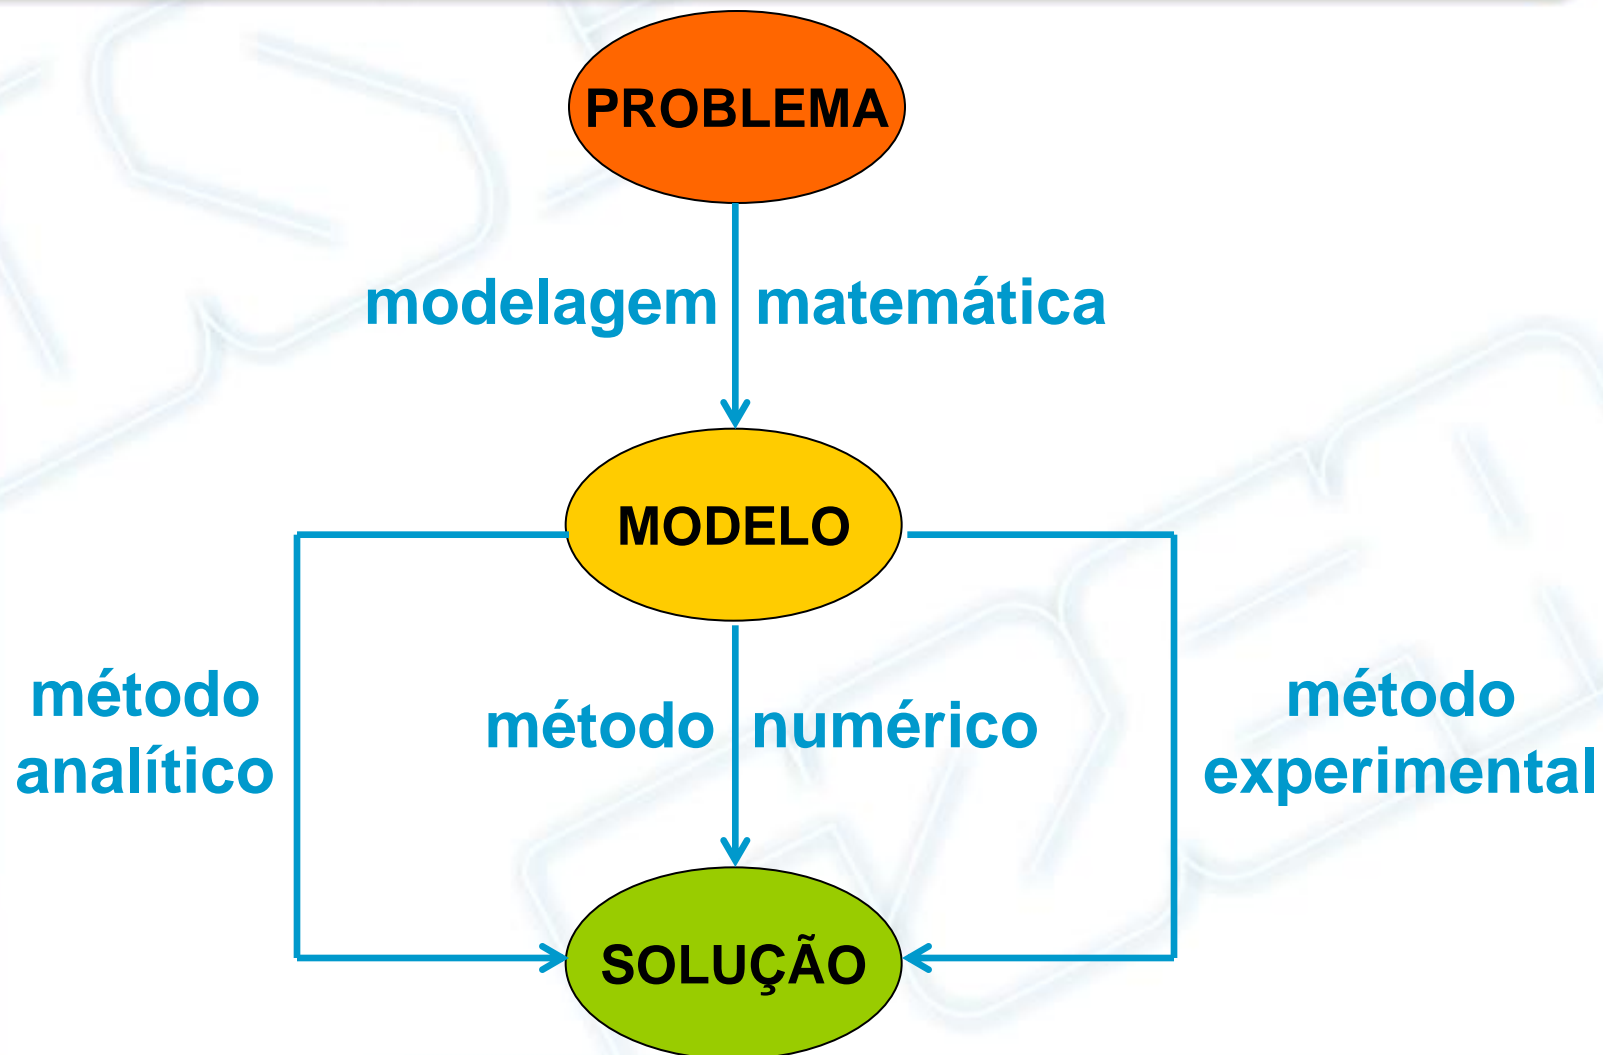 PROBLEMA
modelagem matemática
MODELO
método
analítico
método numérico
método
experimental
SOLUÇÃO